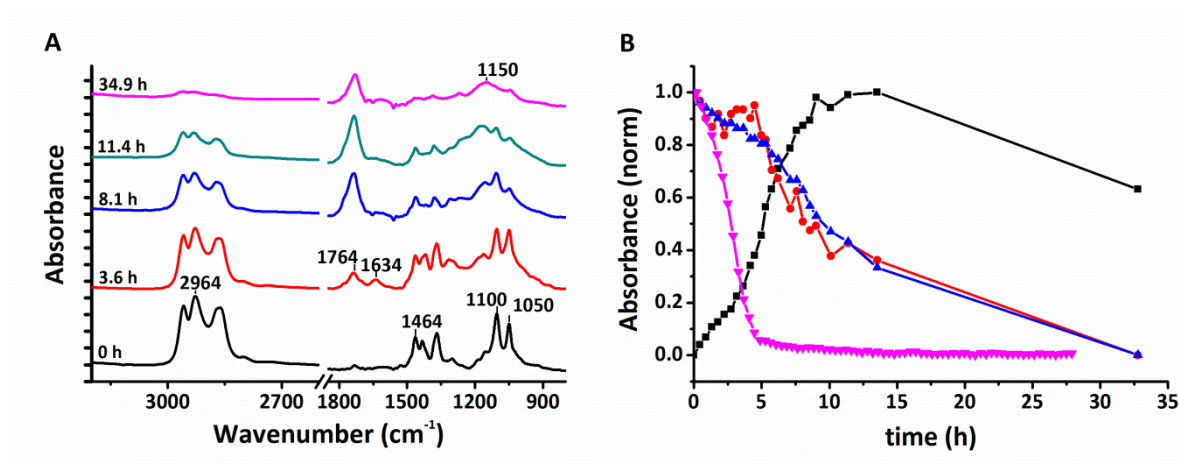 A
34.9 h
1150
11.4 h
8.1 h
1764
1634
3.6 h
2964
1464
1100
1050
0 h
Absorbance
3000
2700
1800
1500
1200
900
Wavenumber (cm-1)
B
1.0
0.8
0.6
0.4
0.2
0.0
Absorbance (norm)
0
5
10
15
20
25
30
35
time (h)